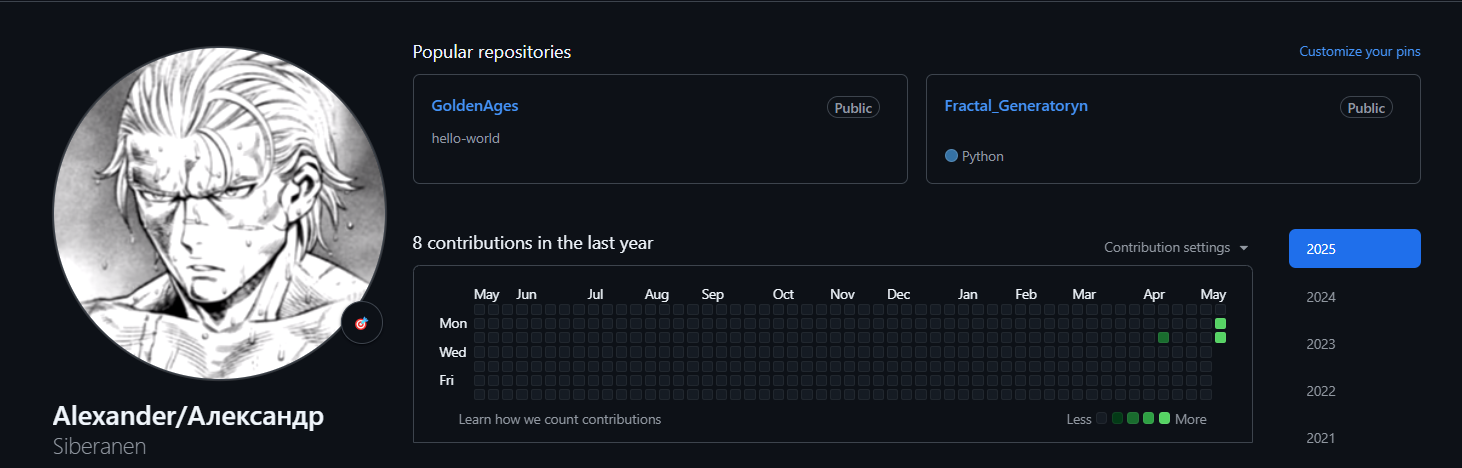 Popular repositories
Customize your pins
GoldenAges
Public
hello-world
Fractal_Generatoryn
Public
Python
8 contributions in the last year
Contribution settings
2025
2024
2023
2022
2021
May Jun Jul Aug Sep Oct Nov Dec Jan Feb Mar Apr May
Mon
Wed
Fri
Learn how we count contributions
Less
More
Alexander/Александр
Siberanen